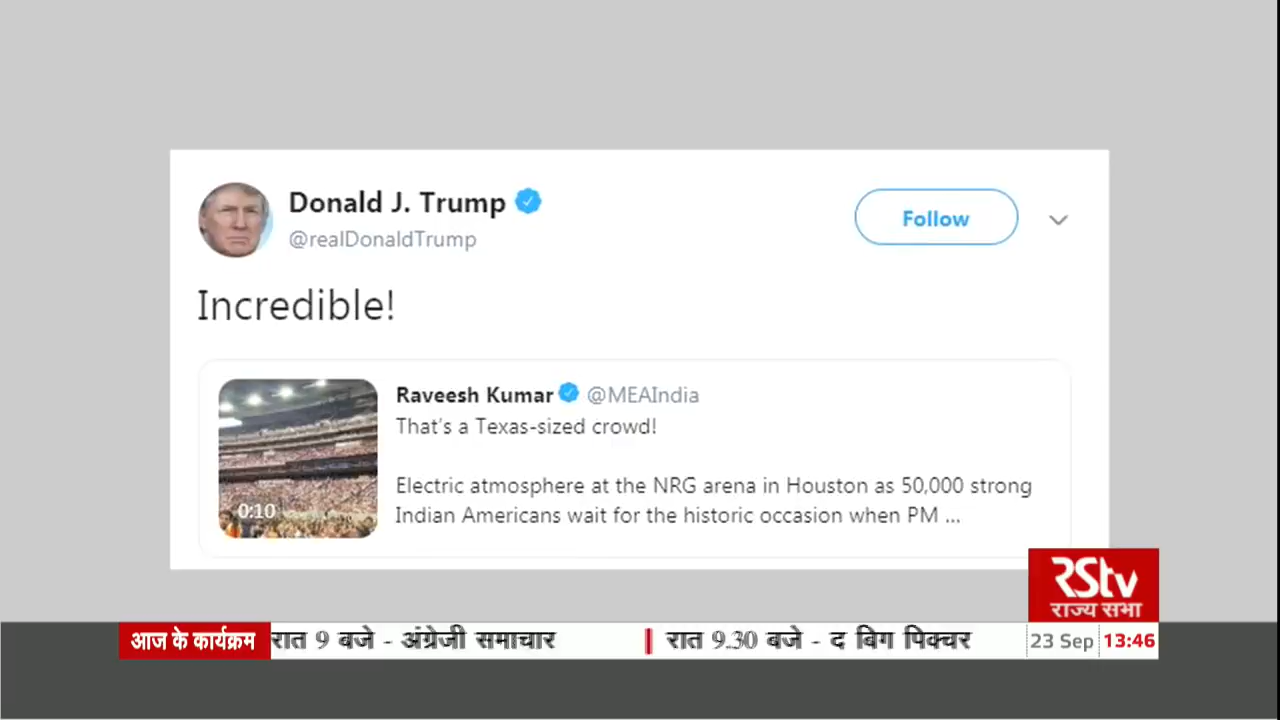 Donald J. Trump
@realDonaldTrump
Follow
Incredible!
Raveesh Kumar @MEAIndia
That's a Texas-sized crowd!
Electric atmosphere at the NRG arena in Houston as 50,000 strong
Indian Americans wait for the historic occasion when PM ...
0:10
RStv
राज्य सभा
आज के कार्यक्रम रात 9 बजे - अंग्रेजी समाचार | रात 9.30 बजे - द बिग पिक्चर 23 Sep 13:46